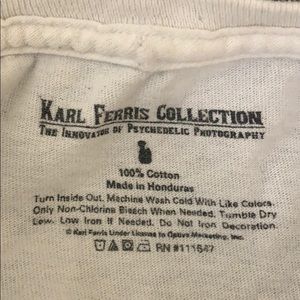 KARL FERRIS COLLECTION
THE INNOVATOR OF PSYCHEDELIC PHOTOGRAPHY
100% Cotton
Made in Honduras
Turn Inside Out. Machine Wash Cold With Like Colors.
Only Non-Chlorine Bleach When Needed. Tumble Dry
Low. Low Iron If Needed. Do Not Iron Decoration.
© Karl Ferris Under License to Marketing, Inc.
RN #111547